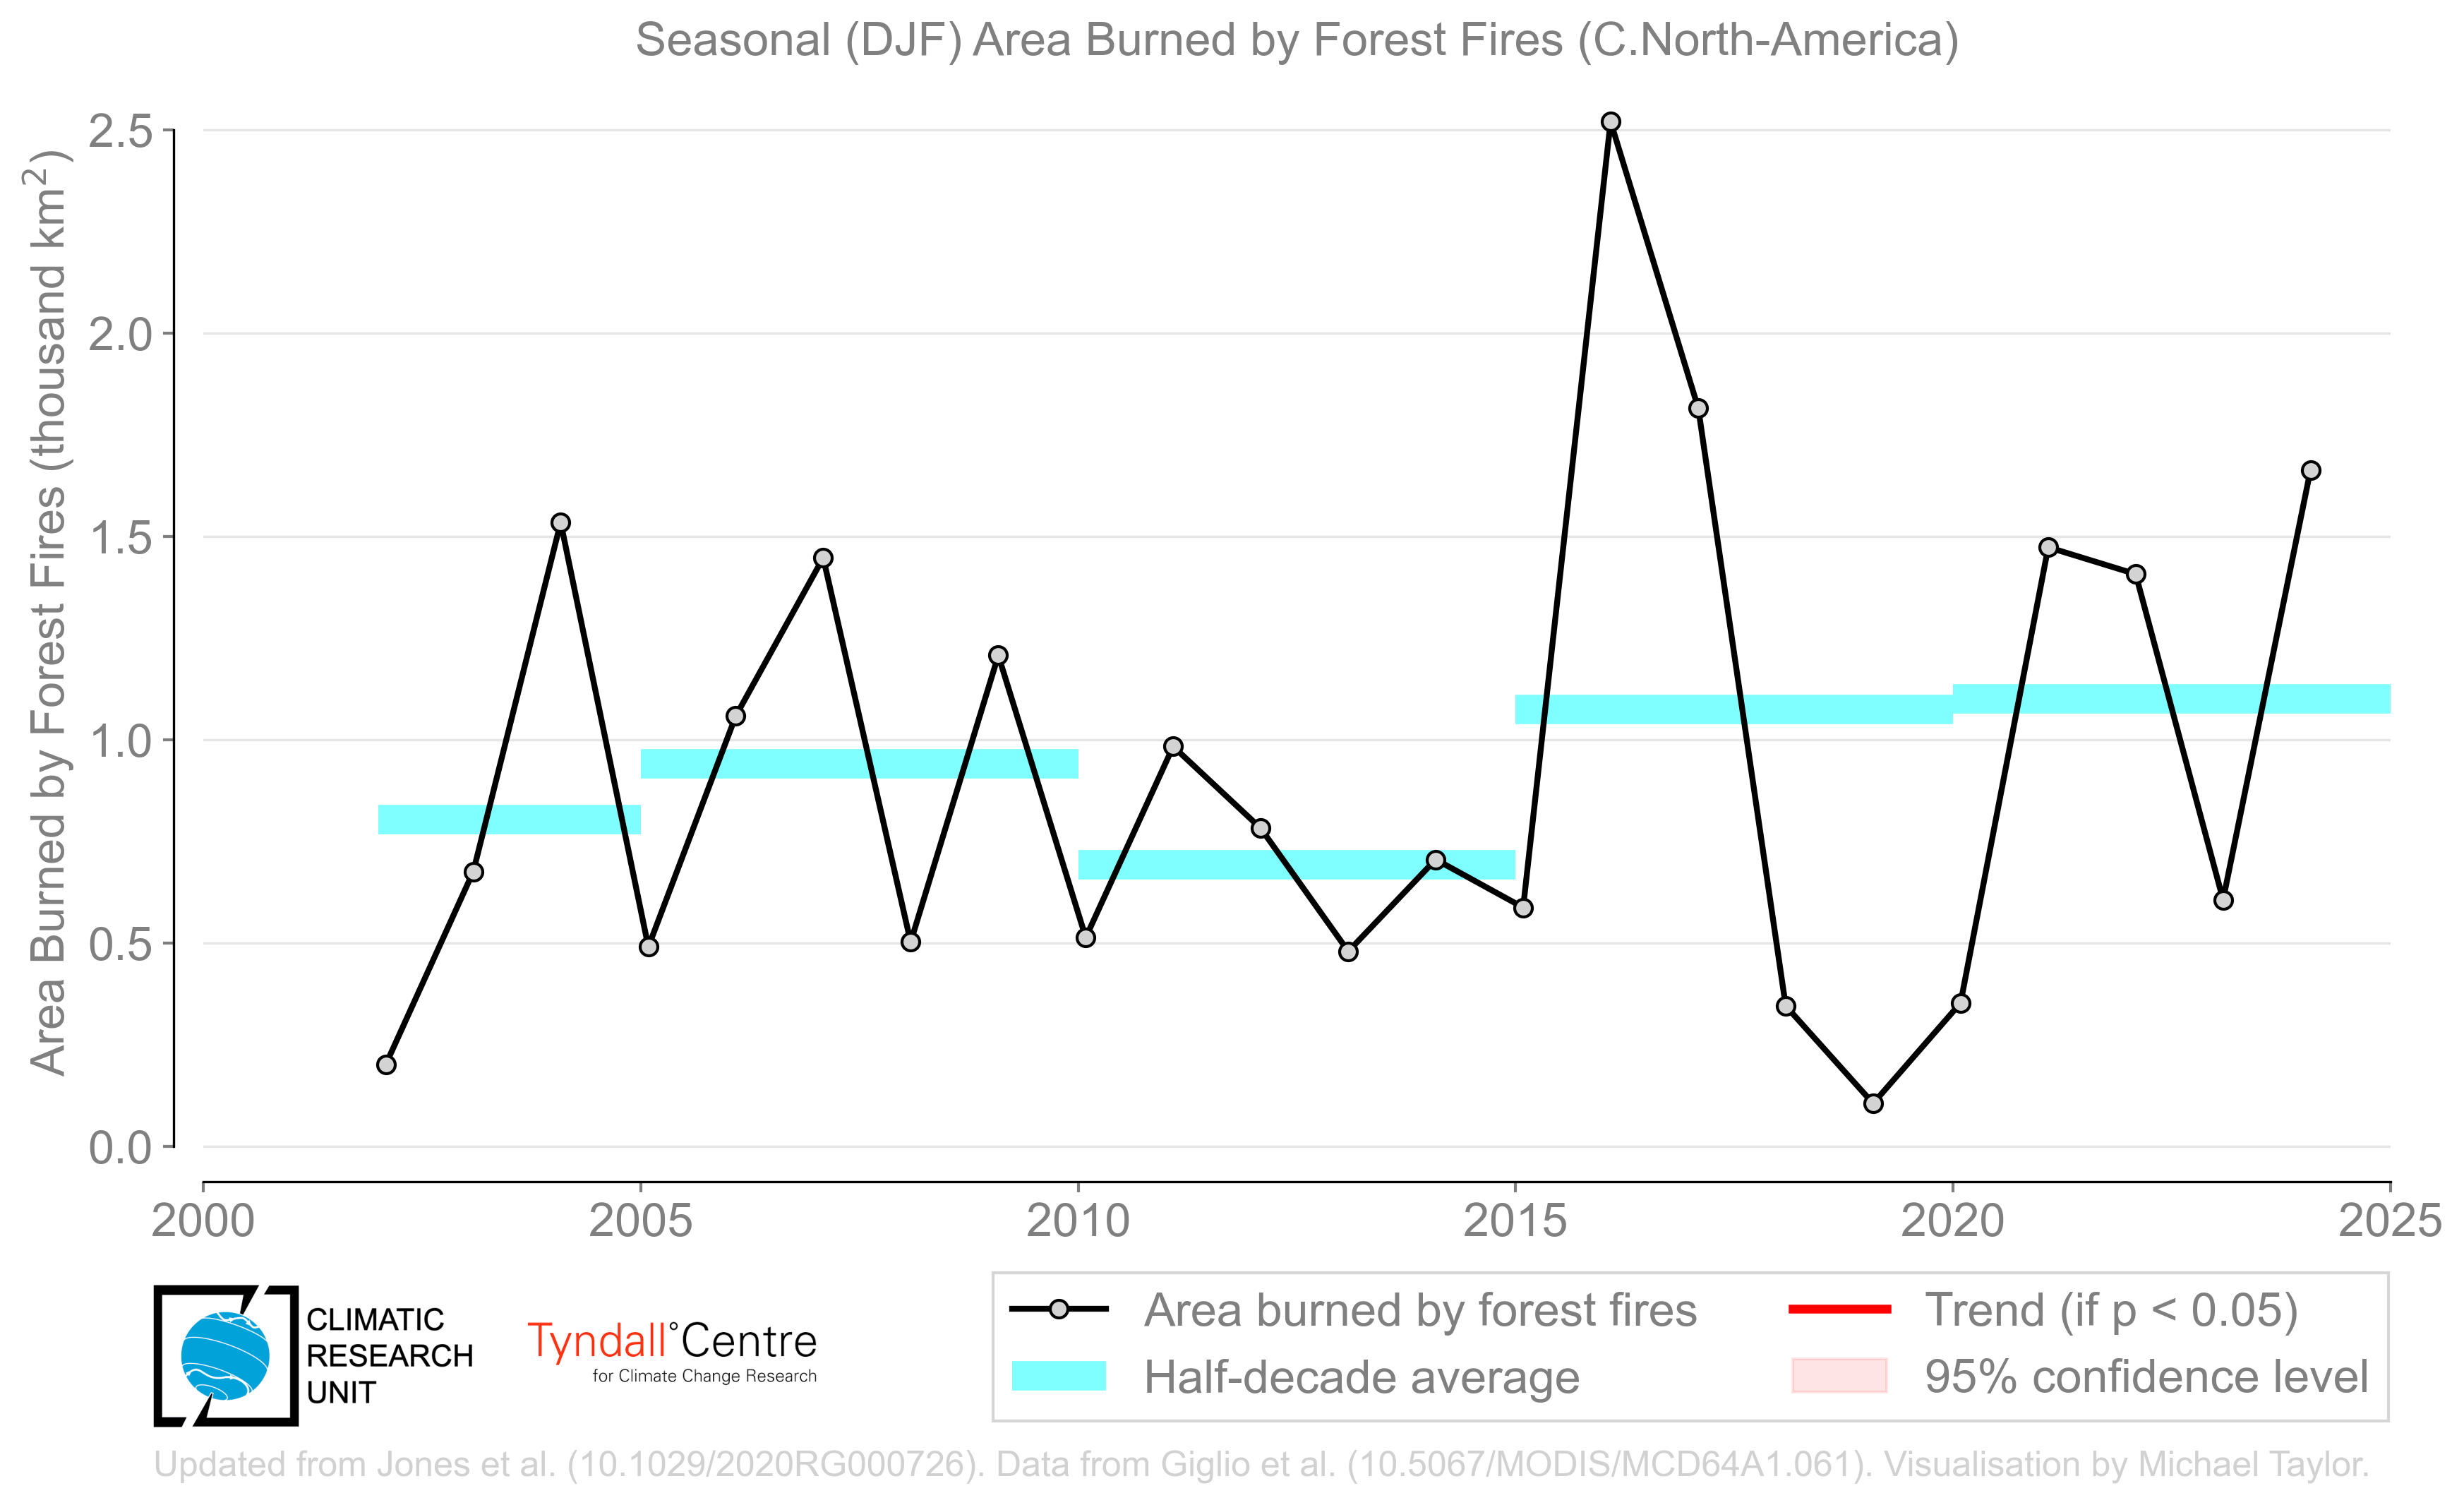 Seasonal (DJF) Area Burned by Forest Fires (C.North-America)
Area Burned by Forest Fires (thousand km²)
2.5
2.0
1.5
1.0
0.5
0.0
2000
2005
2010
2015
2020
2025
CLIMATIC
RESEARCH
UNIT
Tyndall°Centre
for Climate Change Research
Area burned by forest fires
Half-decade average
Trend (if p < 0.05)
95% confidence level
Updated from Jones et al. (10.1029/2020RG000726). Data from Giglio et al. (10.5067/MODIS/MCD64A1.061). Visualisation by Michael Taylor.